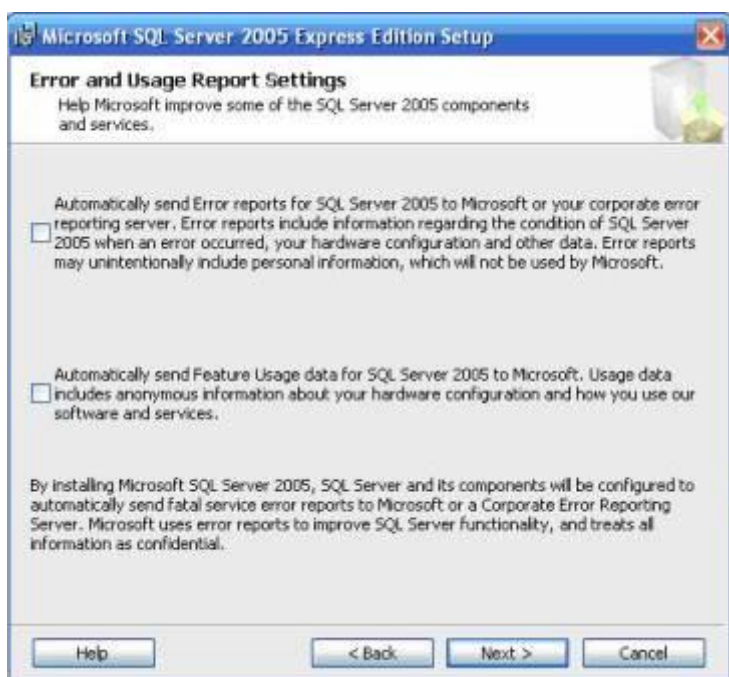 Microsoft SQL Server 2005 Express Edition Setup
Error and Usage Report Settings
Help Microsoft improve some of the SQL Server 2005 components
and services.
Automatically send Error reports for SQL Server 2005 to Microsoft or your corporate error
reporting server. Error reports include information regarding the condition of SQL Server
2005 when an error occurred, your hardware configuration and other data. Error reports
may unintentionally include personal information, which will not be used by Microsoft.
Automatically send Feature Usage data for SQL Server 2005 to Microsoft. Usage data
includes anonymous information about your hardware configuration and how you use our
software and services.
By installing Microsoft SQL Server 2005, SQL Server and its components will be configured to
automatically send fatal service error reports to Microsoft or a Corporate Error Reporting
Server. Microsoft uses error reports to improve SQL Server functionality, and treats all
information as confidential.
Help < Back Next > Cancel